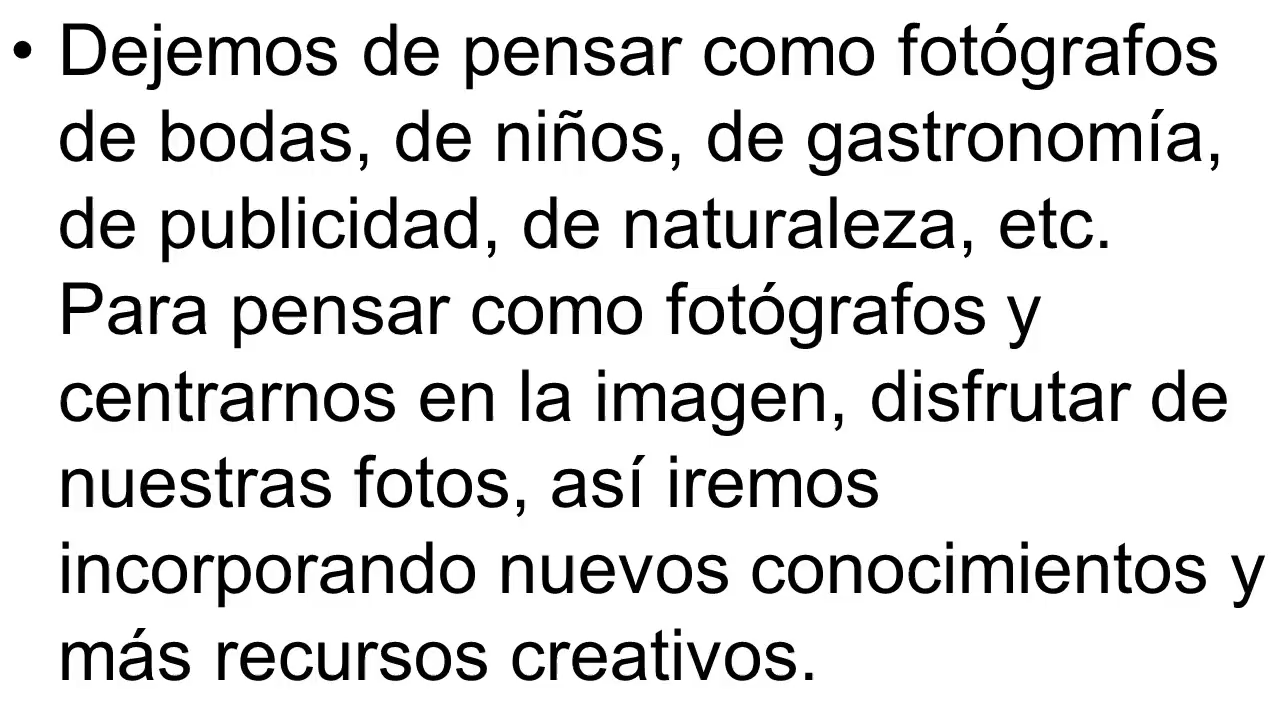 • Dejemos de pensar como fotógrafos
de bodas, de niños, de gastronomía,
de publicidad, de naturaleza, etc.
Para pensar como fotógrafos y
centrarnos en la imagen, disfrutar de
nuestras fotos, así iremos
incorporando nuevos conocimientos y
más recursos creativos.